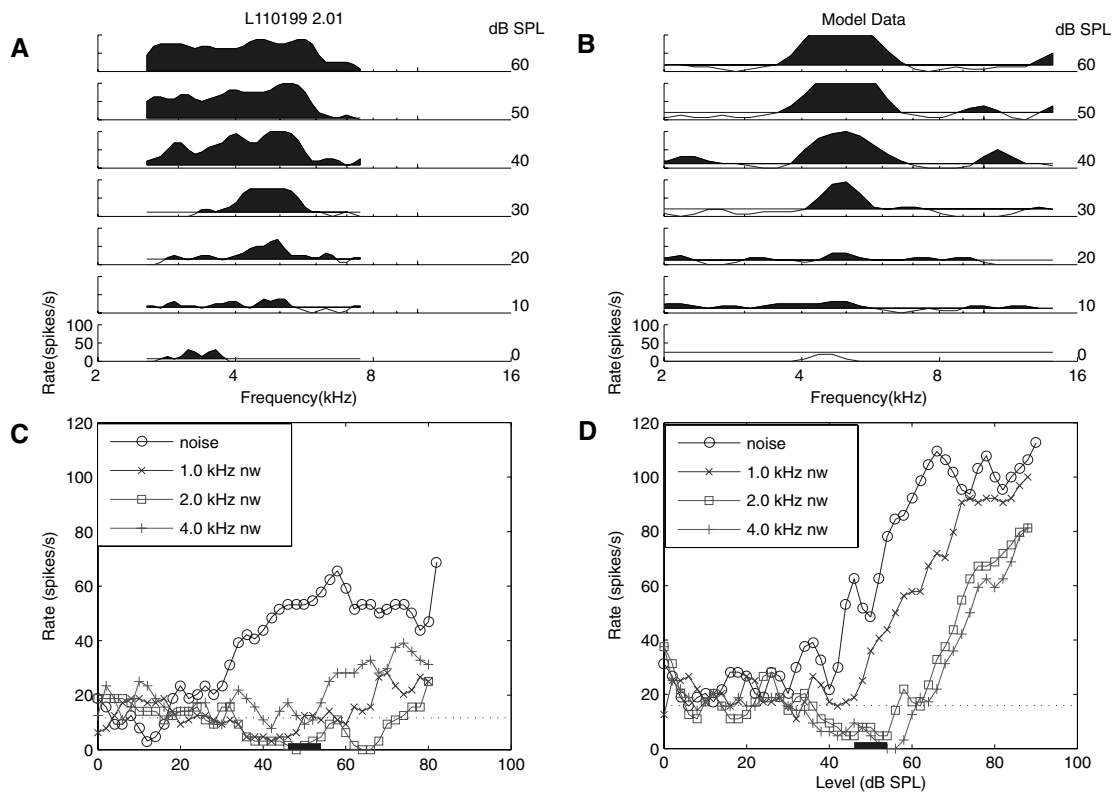 L110199 2.01
A
dB SPL
60
50
40
30
20
10
0
Rate(spikes/s)
100
50
0
2
4
8
16
Frequency(kHz)
Model Data
B
dB SPL
60
50
40
30
20
10
0
Rate(spikes/s)
100
50
0
2
4
8
16
Frequency(kHz)
C
120
100
80
60
40
20
0
Rate (spikes/s)
noise
1.0 kHz nw
2.0 kHz nw
4.0 kHz nw
0
20
40
60
80
100
D
120
100
80
60
40
20
0
Rate (spikes/s)
noise
1.0 kHz nw
2.0 kHz nw
4.0 kHz nw
0
20
40
60
80
100
Level (dB SPL)